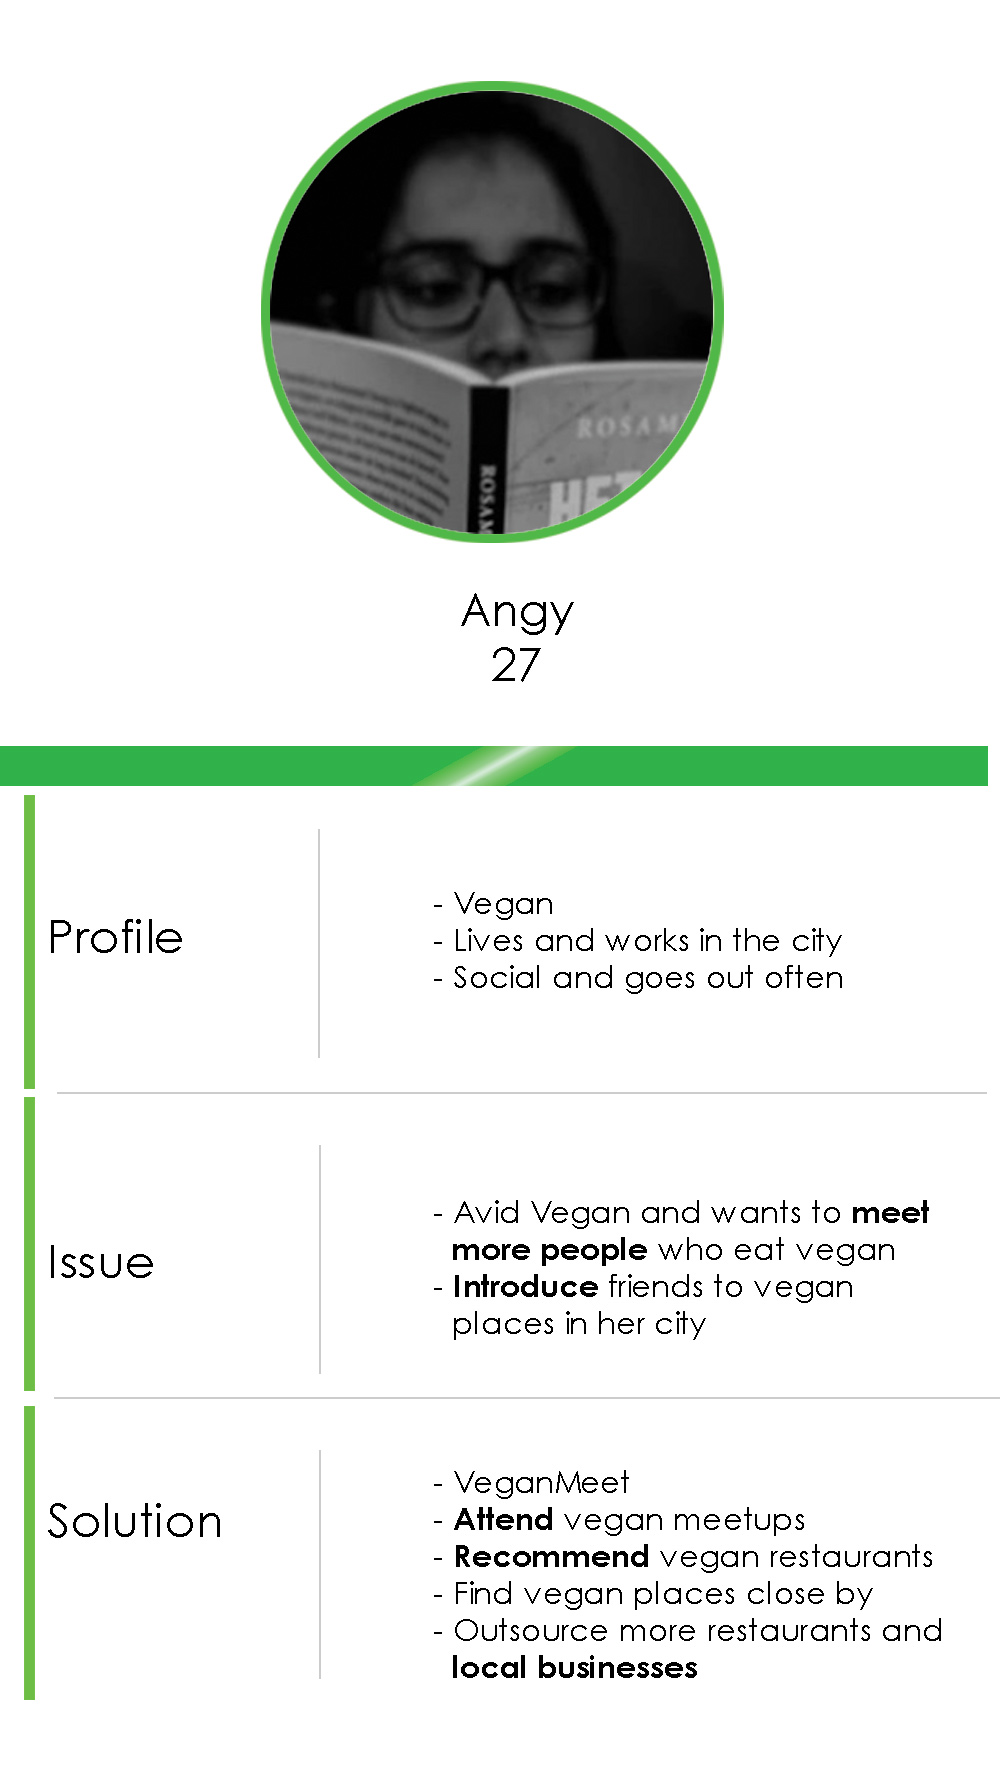 ROSAM
HET
ROSAM
Angy
27
Profile
- Vegan
- Lives and works in the city
- Social and goes out often
Issue
- Avid Vegan and wants to meet
more people who eat vegan
- Introduce friends to vegan
places in her city
Solution
- VeganMeet
- Attend vegan meetups
- Recommend vegan restaurants
- Find vegan places close by
- Outsource more restaurants and
local businesses